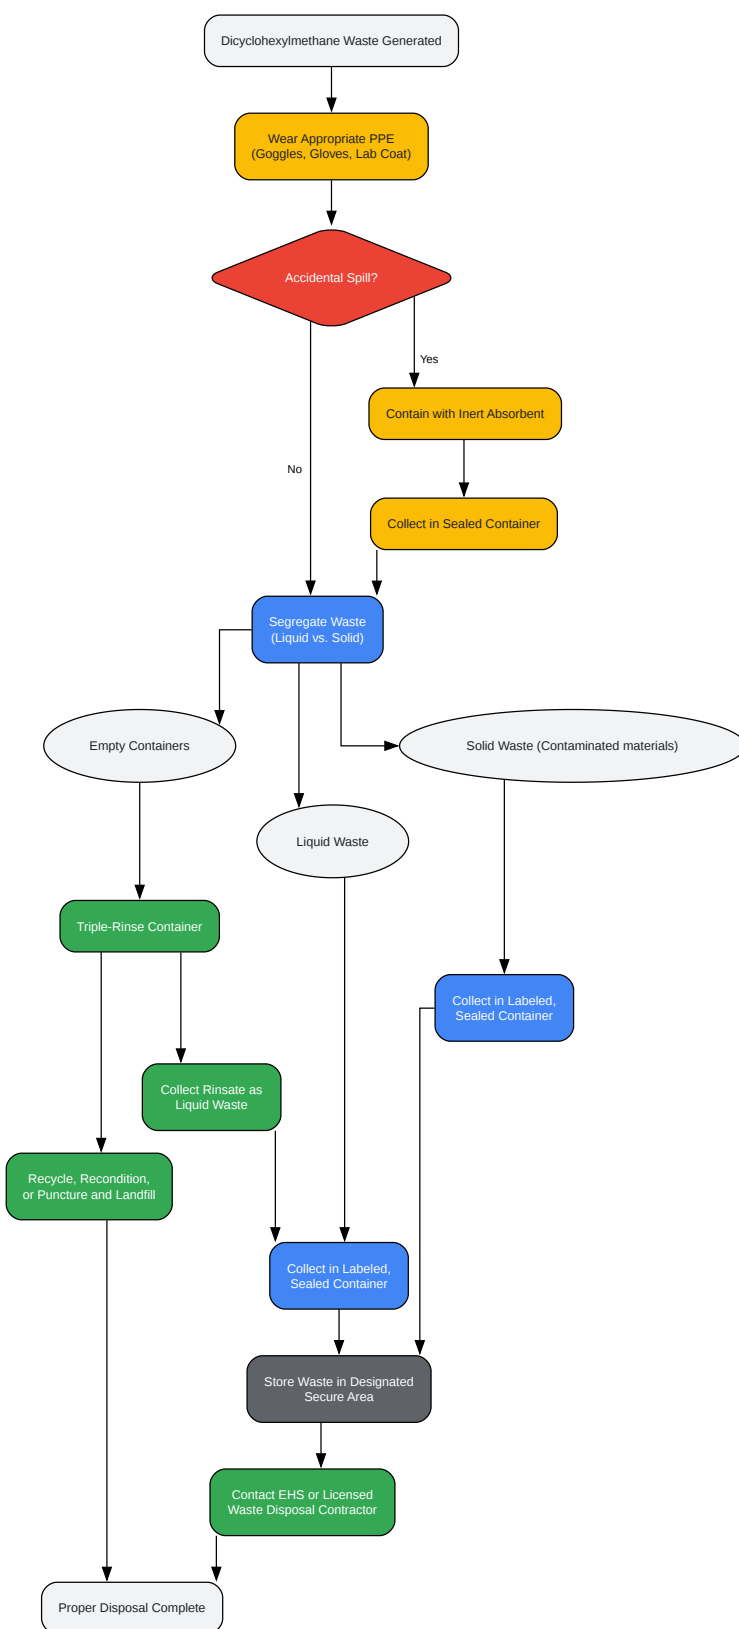 Dicyclohexylmethane Waste Generated
Wear Appropriate PPE
(Goggles, Gloves, Lab Coat)
Accidental Spill?
Yes
Contain with Inert Absorbent
No
Collect in Sealed Container
Segregate Waste
(Liquid vs. Solid)
Empty Containers
Solid Waste (Contaminated materials)
Liquid Waste
Triple-Rinse Container
Collect in Labeled,
Sealed Container
Collect Rinsate as
Liquid Waste
Recycle, Recondition,
or Puncture and Landfill
Collect in Labeled,
Sealed Container
Store Waste in Designated
Secure Area
Contact EHS or Licensed
Waste Disposal Contractor
Proper Disposal Complete